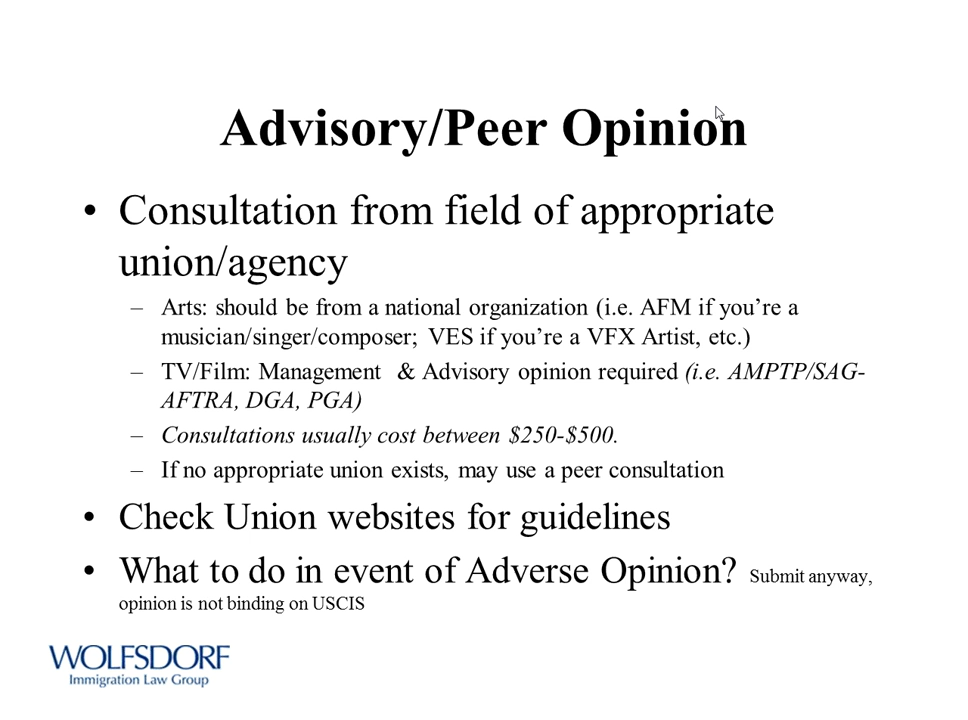 Advisory/Peer Opinion
• Consultation from field of appropriate
union/agency
– Arts: should be from a national organization (i.e. AFM if you’re a
musician/singer/composer; VES if you’re a VFX Artist, etc.)
– TV/Film: Management & Advisory opinion required (i.e. AMPTP/SAG-
AFTRA, DGA, PGA)
– Consultations usually cost between $250-$500.
– If no appropriate union exists, may use a peer consultation
• Check Union websites for guidelines
• What to do in event of Adverse Opinion? Submit anyway,
opinion is not binding on USCIS
WOLFSDORF
Immigration Law Group